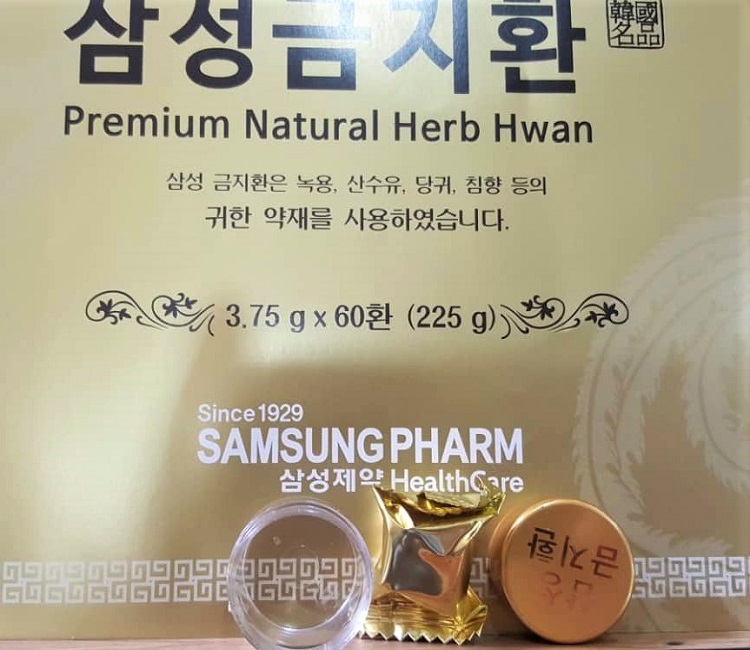 삼성금지환
韓國
名品
Premium Natural Herb Hwan
삼성 금지환은 녹용, 산수유, 당귀, 침향 등의
귀한 약재를 사용하였습니다.
3.75 g x 60환 (225 g)
Since 1929
SAMSUNG PHARM
삼성제약 HealthCare
삼성
금지환